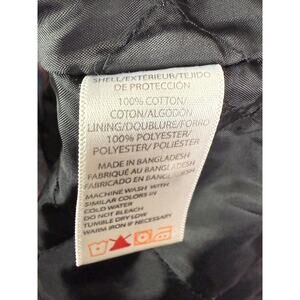 SHELL/EXTÉRIEUR/TEJIDO
DE PROTECCIÓN
100% COTTON/
COTON/ALGODÓN
LINING/DOUBLURE/FORRO
100% POLYESTER/
POLYESTER/ POLIÉSTER
MADE IN BANGLADESH
FABRIQUÉ AU BANGLADESH
FABRICADO EN BANGLADESH
MACHINE WASH WITH
SIMILAR COLORS IN
COLD WATER
DO NOT BLEACH
TUMBLE DRY LOW
WARM IRON IF NECESSARY